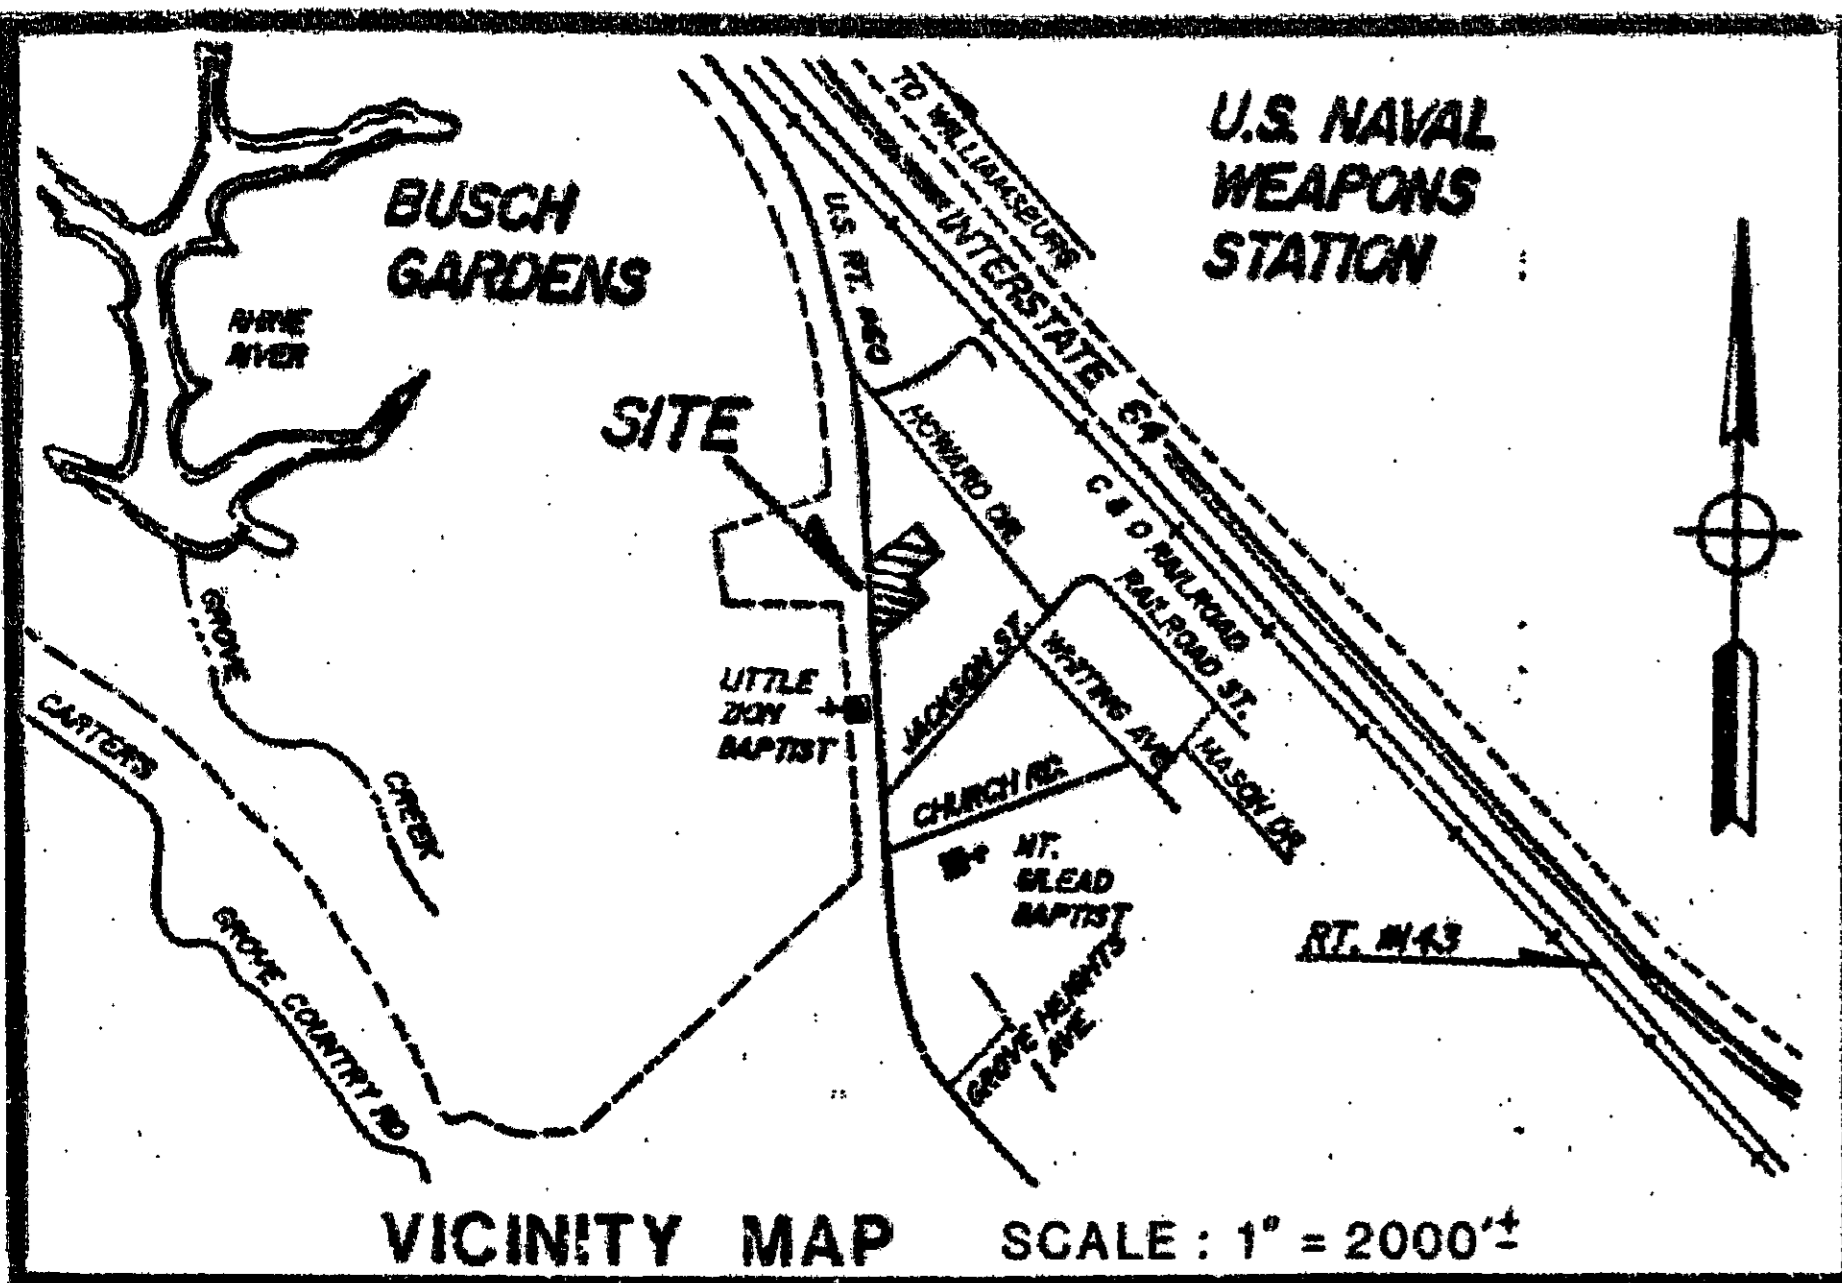 TO WILLIAMSBURG
U.S. NAVAL
WEAPONS
STATION
BUSCH
GARDENS
U.S. RT. #60
INTERSTATE 64
RHINE
RIVER
SITE
HOWARD DR.
C & O RAILROAD
RAILROAD ST.
GROVE
CREEK
JACKSON ST.
WHITING AVE.
LITTLE
ZION
BAPTIST
CARTERS
GROVE COUNTRY RD
CHURCH RD.
MASON DR.
MT.
GILEAD
BAPTIST
RT. #143
GROVE HEIGHTS
AVE.
VICINITY MAP SCALE : 1" = 2000'±